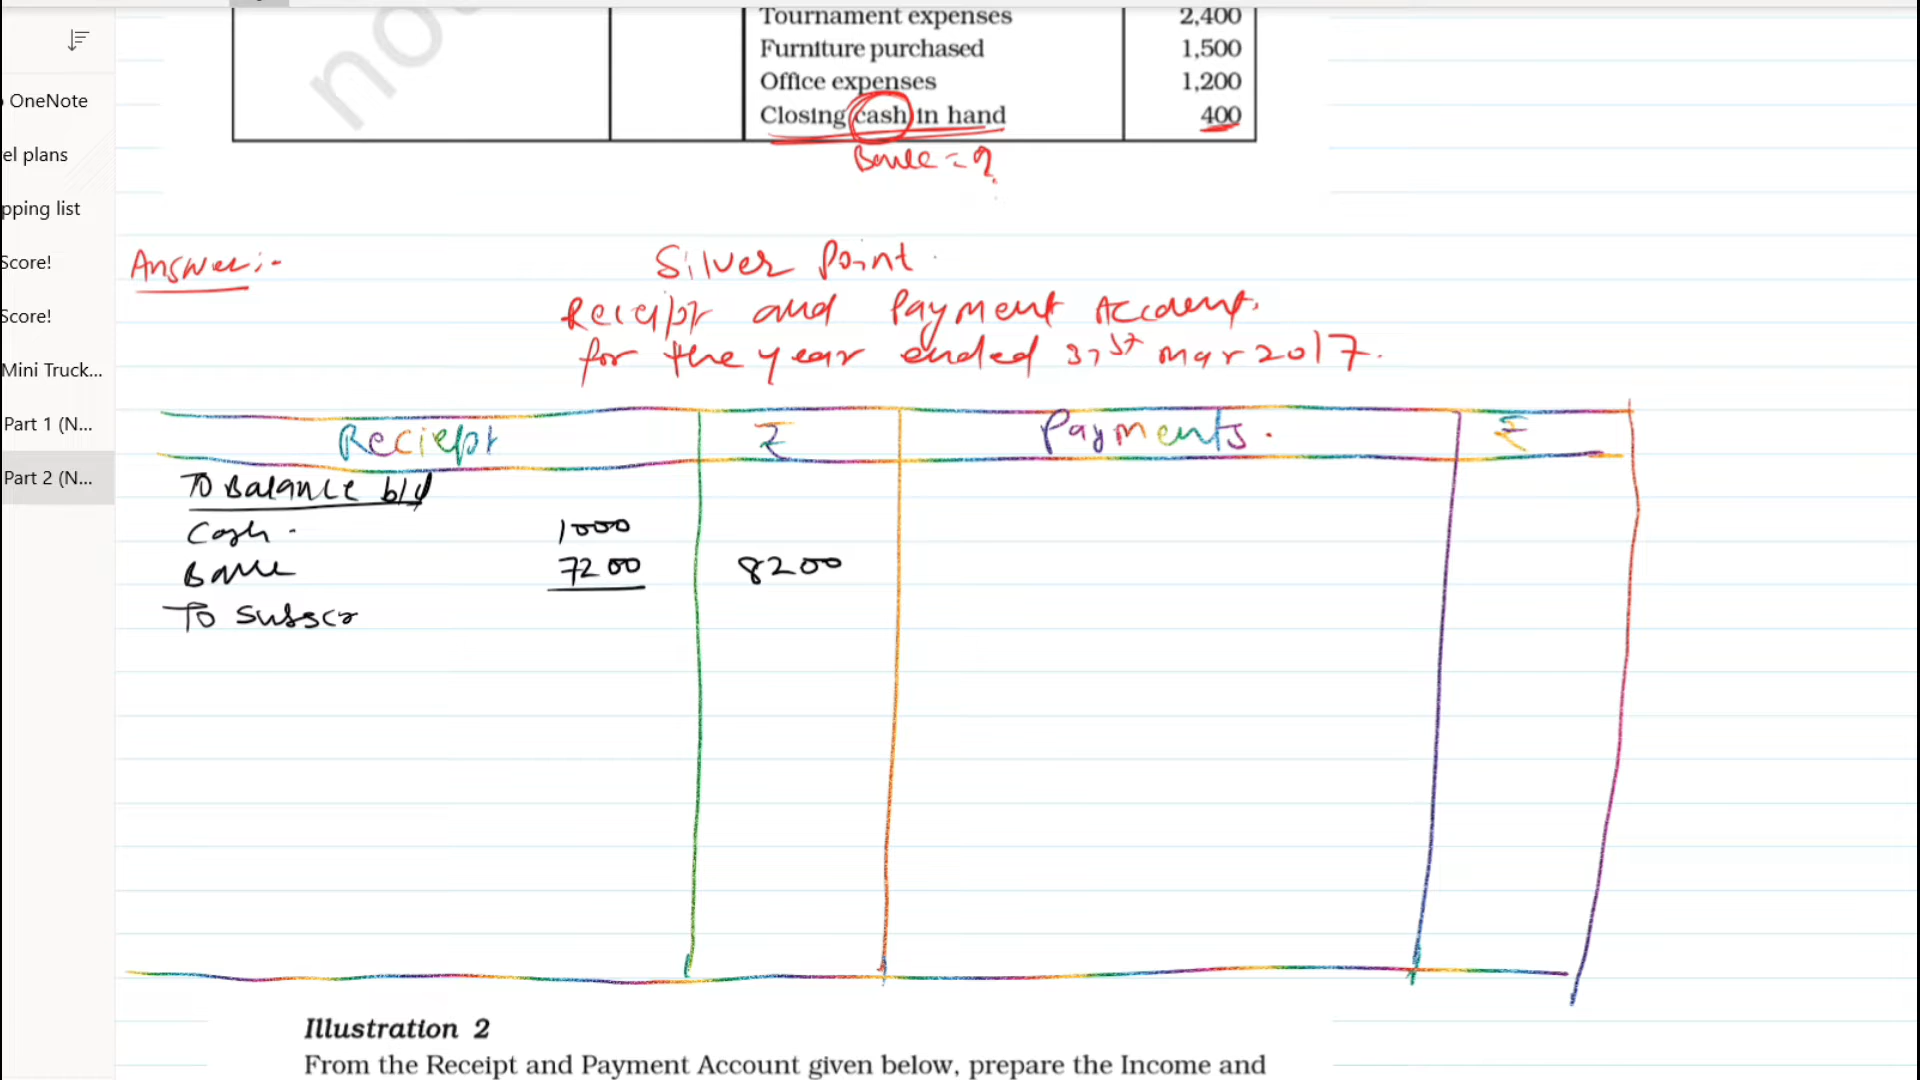 Tournament expenses 2,400
Furniture purchased 1,500
Office expenses 1,200
Closing cash in hand 400
no
OneNote
el plans
pping list
Score!
Score!
Mini Truck...
Part 1 (N...
Part 2 (N...
Answer:-
Silver Point.
Reciept and Payment Account.
for the year ended 31st Mar 2017.
Reciept ₹ Payments. ₹
To Balance b/d
Cash - 1000
Bank 7200 8200
To Subscr
Illustration 2
From the Receipt and Payment Account given below, prepare the Income and